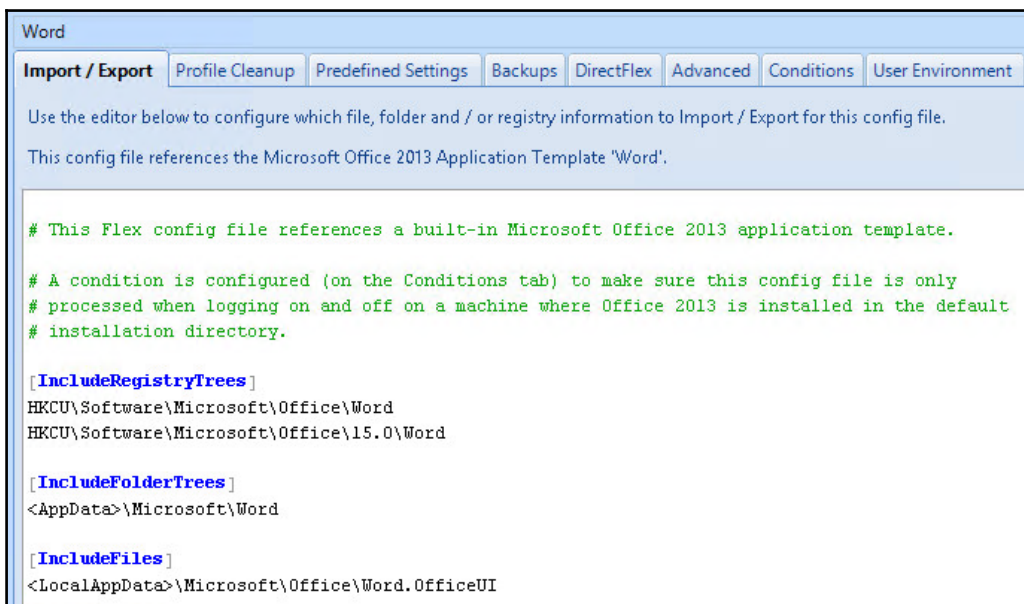 Word
Import / Export Profile Cleanup Predefined Settings Backups DirectFlex Advanced Conditions User Environment
Use the editor below to configure which file, folder and / or registry information to Import / Export for this config file.
This config file references the Microsoft Office 2013 Application Template 'Word'.
# This Flex config file references a built-in Microsoft Office 2013 application template.
# A condition is configured (on the Conditions tab) to make sure this config file is only
# processed when logging on and off on a machine where Office 2013 is installed in the default
# installation directory.
[IncludeRegistryTrees]
HKCU\Software\Microsoft\Office\Word
HKCU\Software\Microsoft\Office\15.0\Word
[IncludeFolderTrees]
<AppData>\Microsoft\Word
[IncludeFiles]
<LocalAppData>\Microsoft\Office\Word.OfficeUI